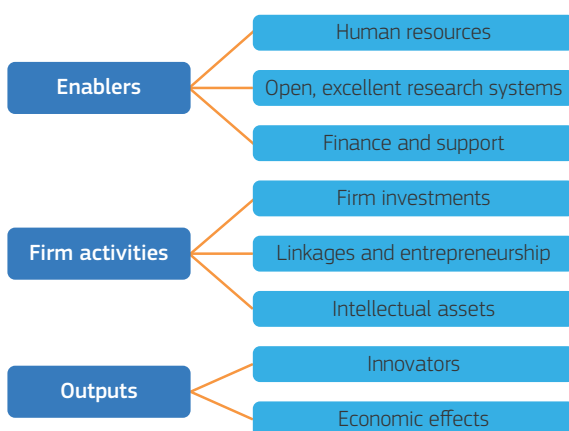 Enablers
Human resources
Open, excellent research systems
Finance and support
Firm activities
Firm investments
Linkages and entrepreneurship
Intellectual assets
Outputs
Innovators
Economic effects